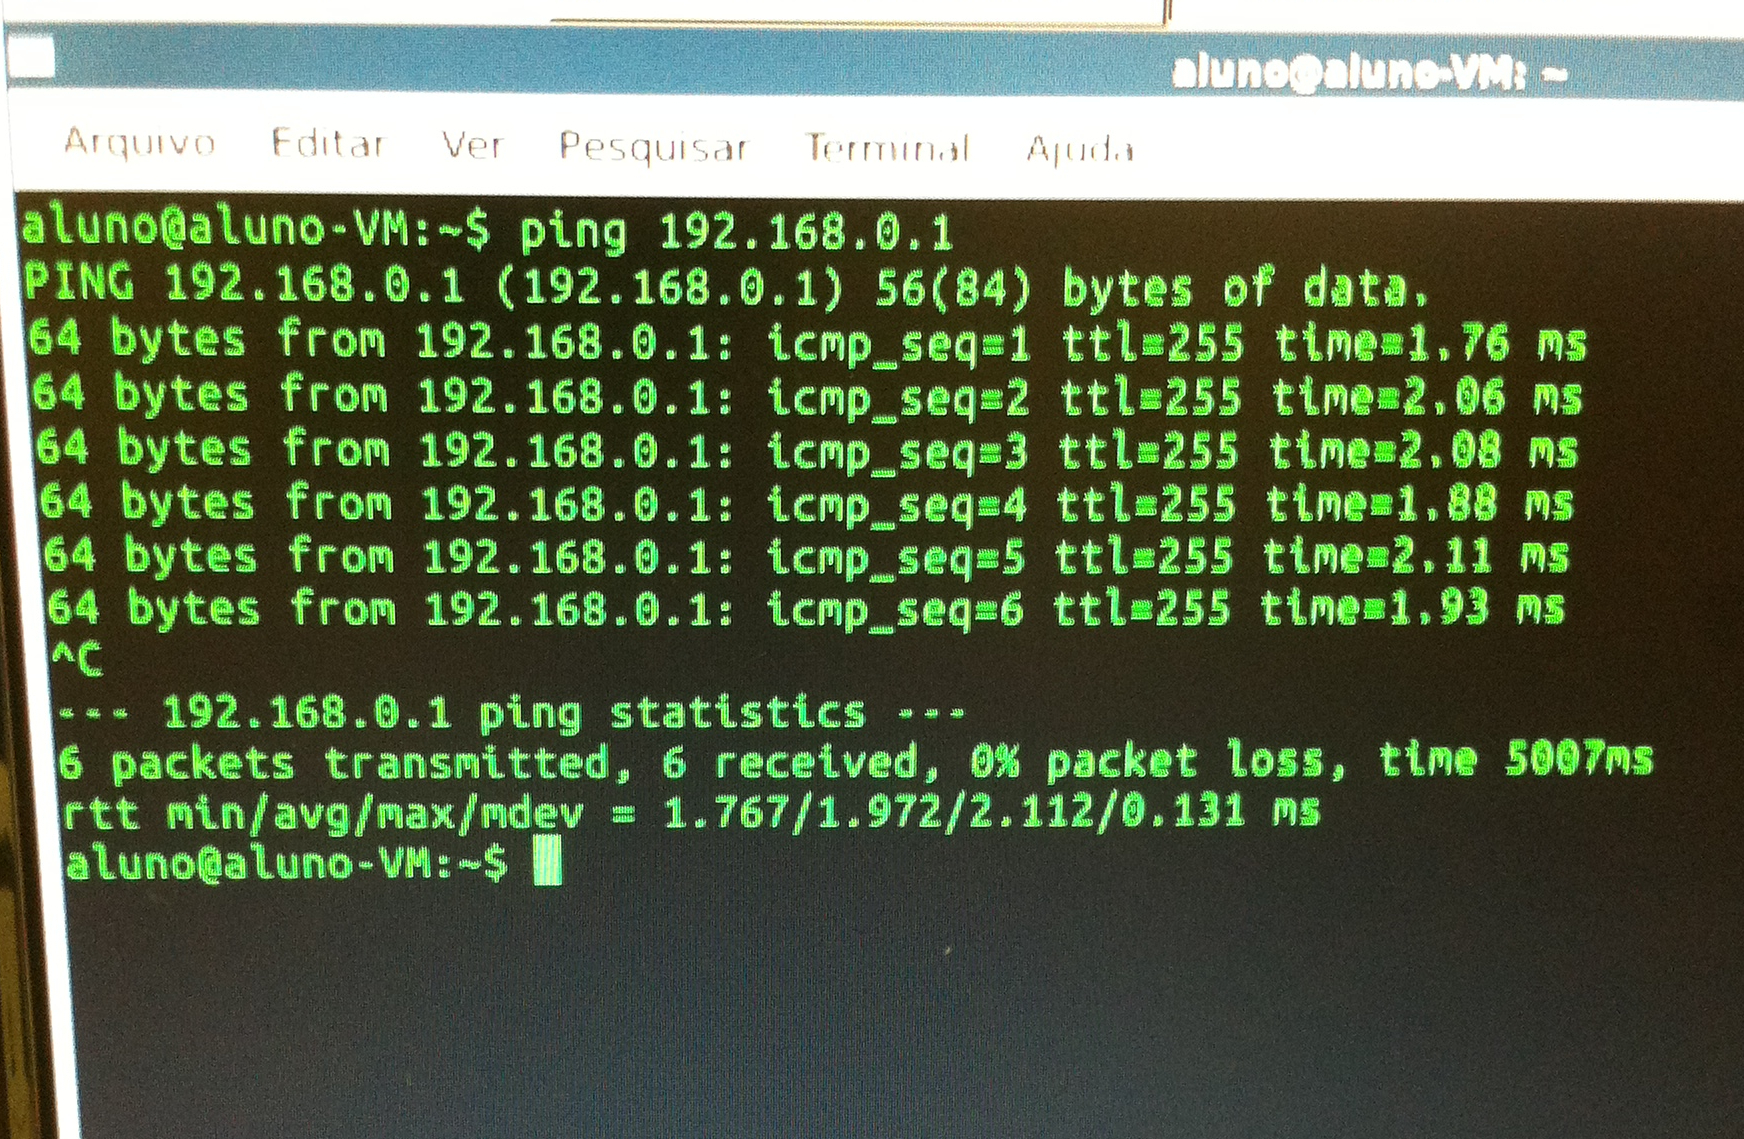 aluno@aluno-VM: ~
Arquivo Editar Ver Pesquisar Terminal Ajuda
aluno@aluno-VM:~$ ping 192.168.0.1
PING 192.168.0.1 (192.168.0.1) 56(84) bytes of data.
64 bytes from 192.168.0.1: icmp_seq=1 ttl=255 time=1.76 ms
64 bytes from 192.168.0.1: icmp_seq=2 ttl=255 time=2.06 ms
64 bytes from 192.168.0.1: icmp_seq=3 ttl=255 time=2.08 ms
64 bytes from 192.168.0.1: icmp_seq=4 ttl=255 time=1.88 ms
64 bytes from 192.168.0.1: icmp_seq=5 ttl=255 time=2.11 ms
64 bytes from 192.168.0.1: icmp_seq=6 ttl=255 time=1.93 ms
^C
--- 192.168.0.1 ping statistics ---
6 packets transmitted, 6 received, 0% packet loss, time 5007ms
rtt min/avg/max/mdev = 1.767/1.972/2.112/0.131 ms
aluno@aluno-VM:~$